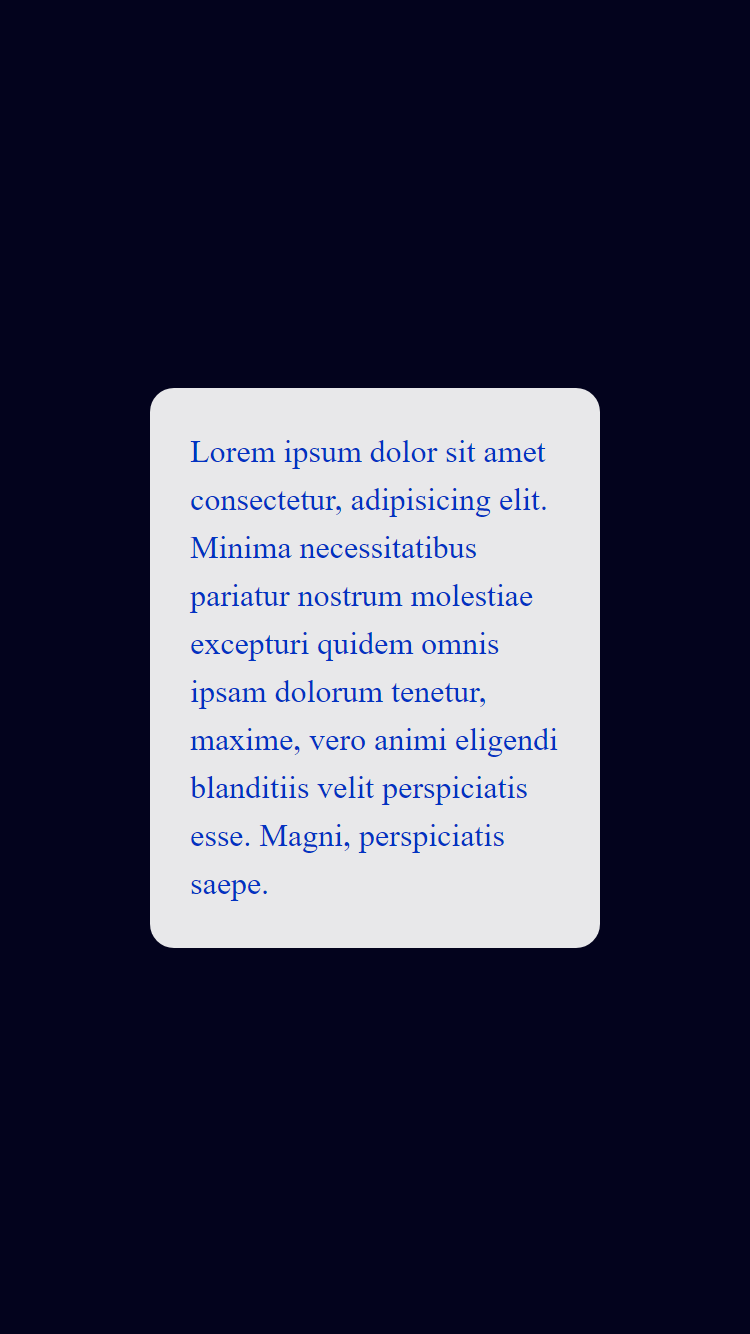 Lorem ipsum dolor sit amet
consectetur, adipisicing elit.
Minima necessitatibus
pariatur nostrum molestiae
excepturi quidem omnis
ipsam dolorum tenetur,
maxime, vero animi eligendi
blanditiis velit perspiciatis
esse. Magni, perspiciatis
saepe.